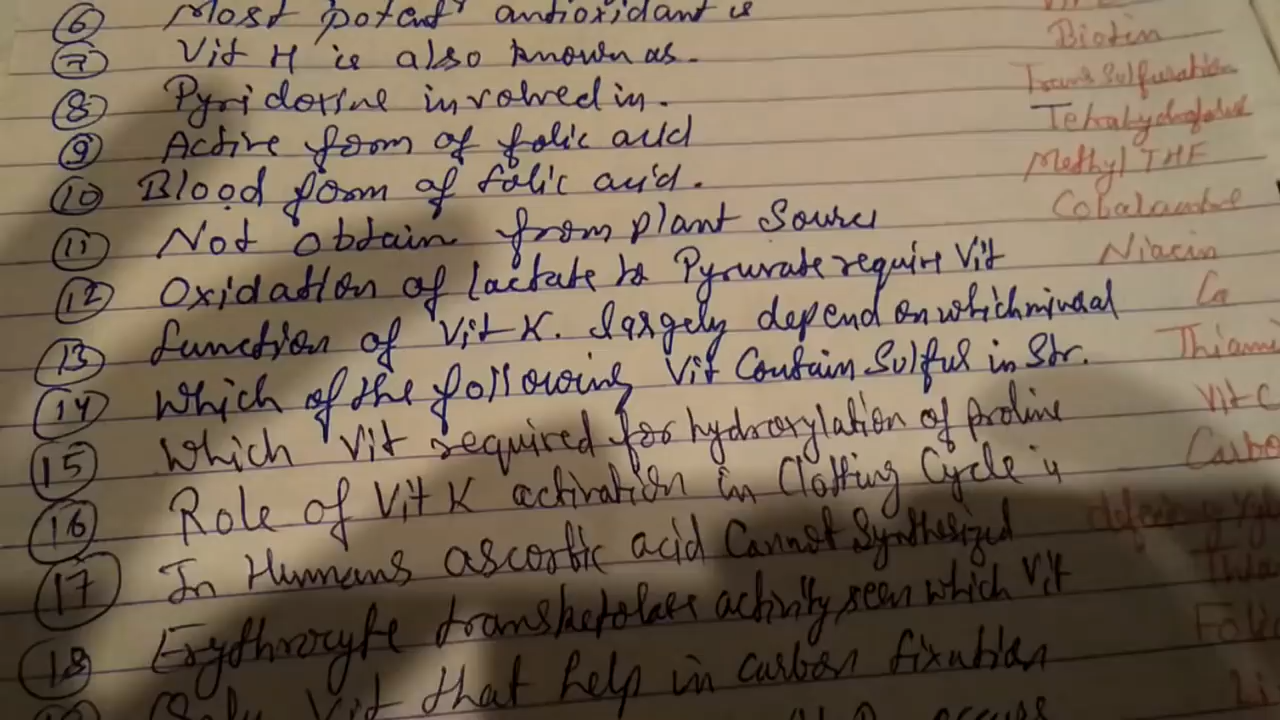 6 Most potent antioxidant is
7 Vit H is also known as. Biotin
8 Pyridoxine involved in. Transsulfuration
9 Active form of folic acid Tetrahydrofolate
10 Blood form of folic acid. Methyl THF
11 Not obtain from plant Source
12 Oxidation of lactate to Pyruvate require Vit Niacin
13 function of Vit K. largely depend on which mineral Ca
14 Which of the following Vit Contain Sulfur in Str. Thiami
15 Which Vit required for hydroxylation of proline Vit C
16 Role of Vit K activation in Clotting Cycle is Carbo
17 In Humans ascorbic acid Cannot Synthesized
18 Erythrocyte transketolase activity seen which Vit
Vit that help in carbon fixation
occurs